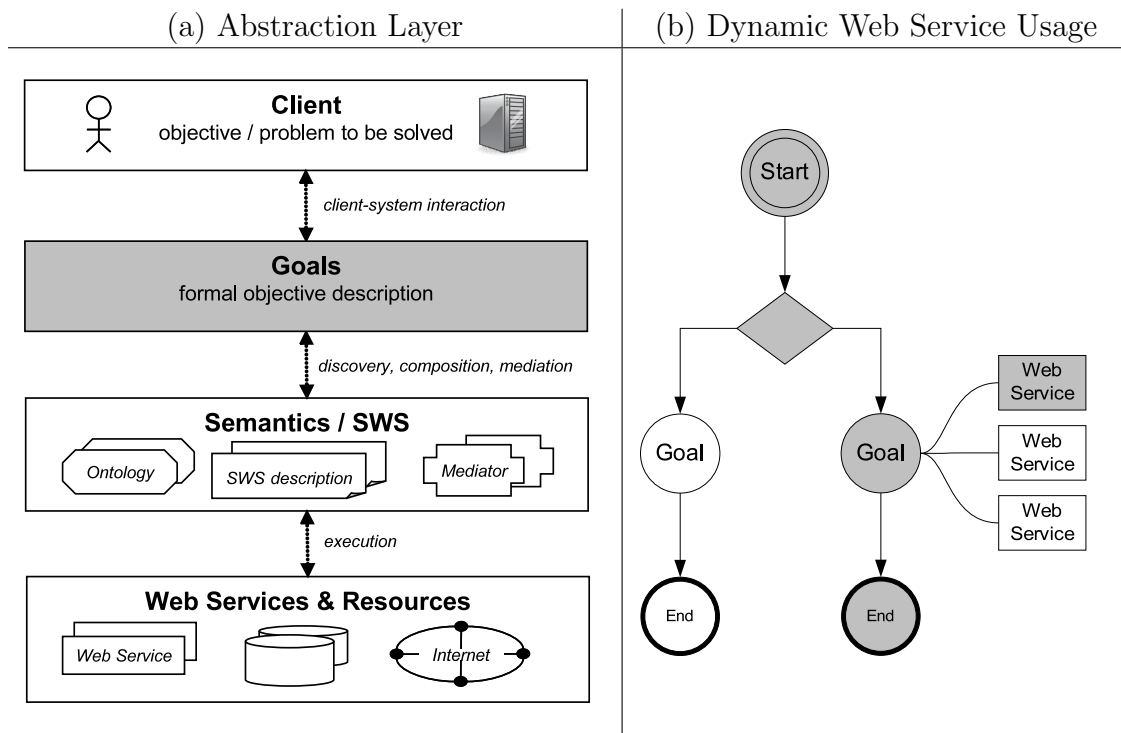 (a) Abstraction Layer
Client
objective / problem to be solved
client-system interaction
Goals
formal objective description
discovery, composition, mediation
Semantics / SWS
Ontology
SWS description
Mediator
execution
Web Services & Resources
Web Service
Internet
(b) Dynamic Web Service Usage
Start
Goal
Goal
Web
Service
Web
Service
Web
Service
End
End